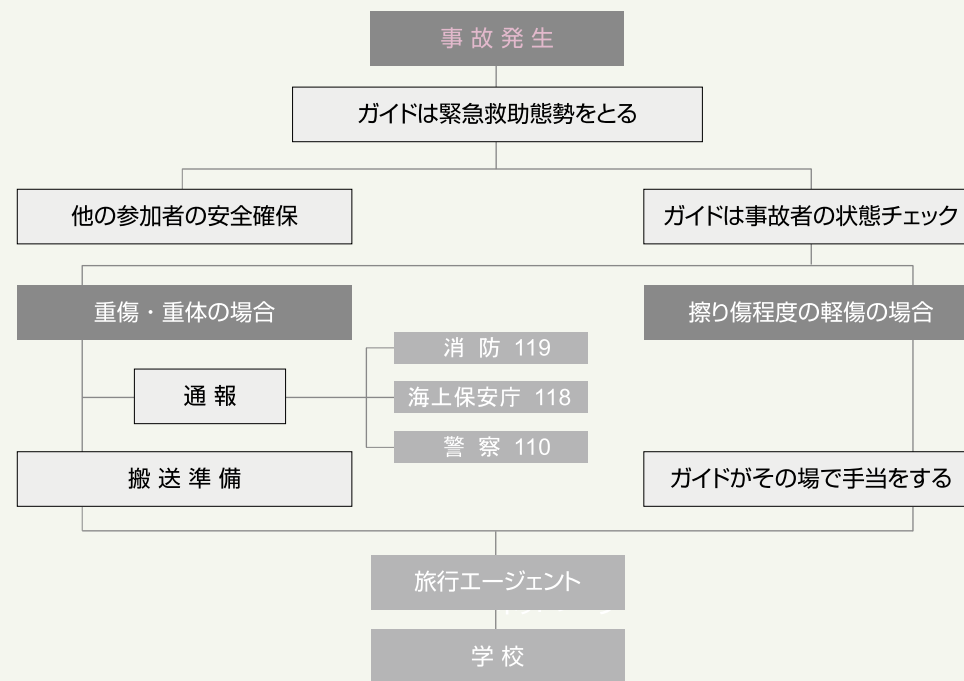 事故発生
ガイドは緊急救助態勢をとる
他の参加者の安全確保
ガイドは事故者の状態チェック
重傷・重体の場合
擦り傷程度の軽傷の場合
消防 119
通報
海上保安庁 118
警察 110
搬送準備
ガイドがその場で手当をする
旅行エージェント
学校